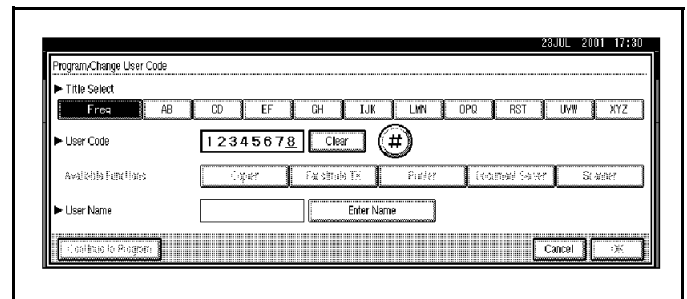 23JUL 2001 17:30
Program/Change User Code
▶ Title Select
Freq AB CD EF GH IJK LMN OPQ RST UVW XYZ
▶ User Code 12345678 Clear #
Available Functions Copier Facsimile TX Printer Document Server Scanner
▶ User Name Enter Name
Continue to Program Cancel OK